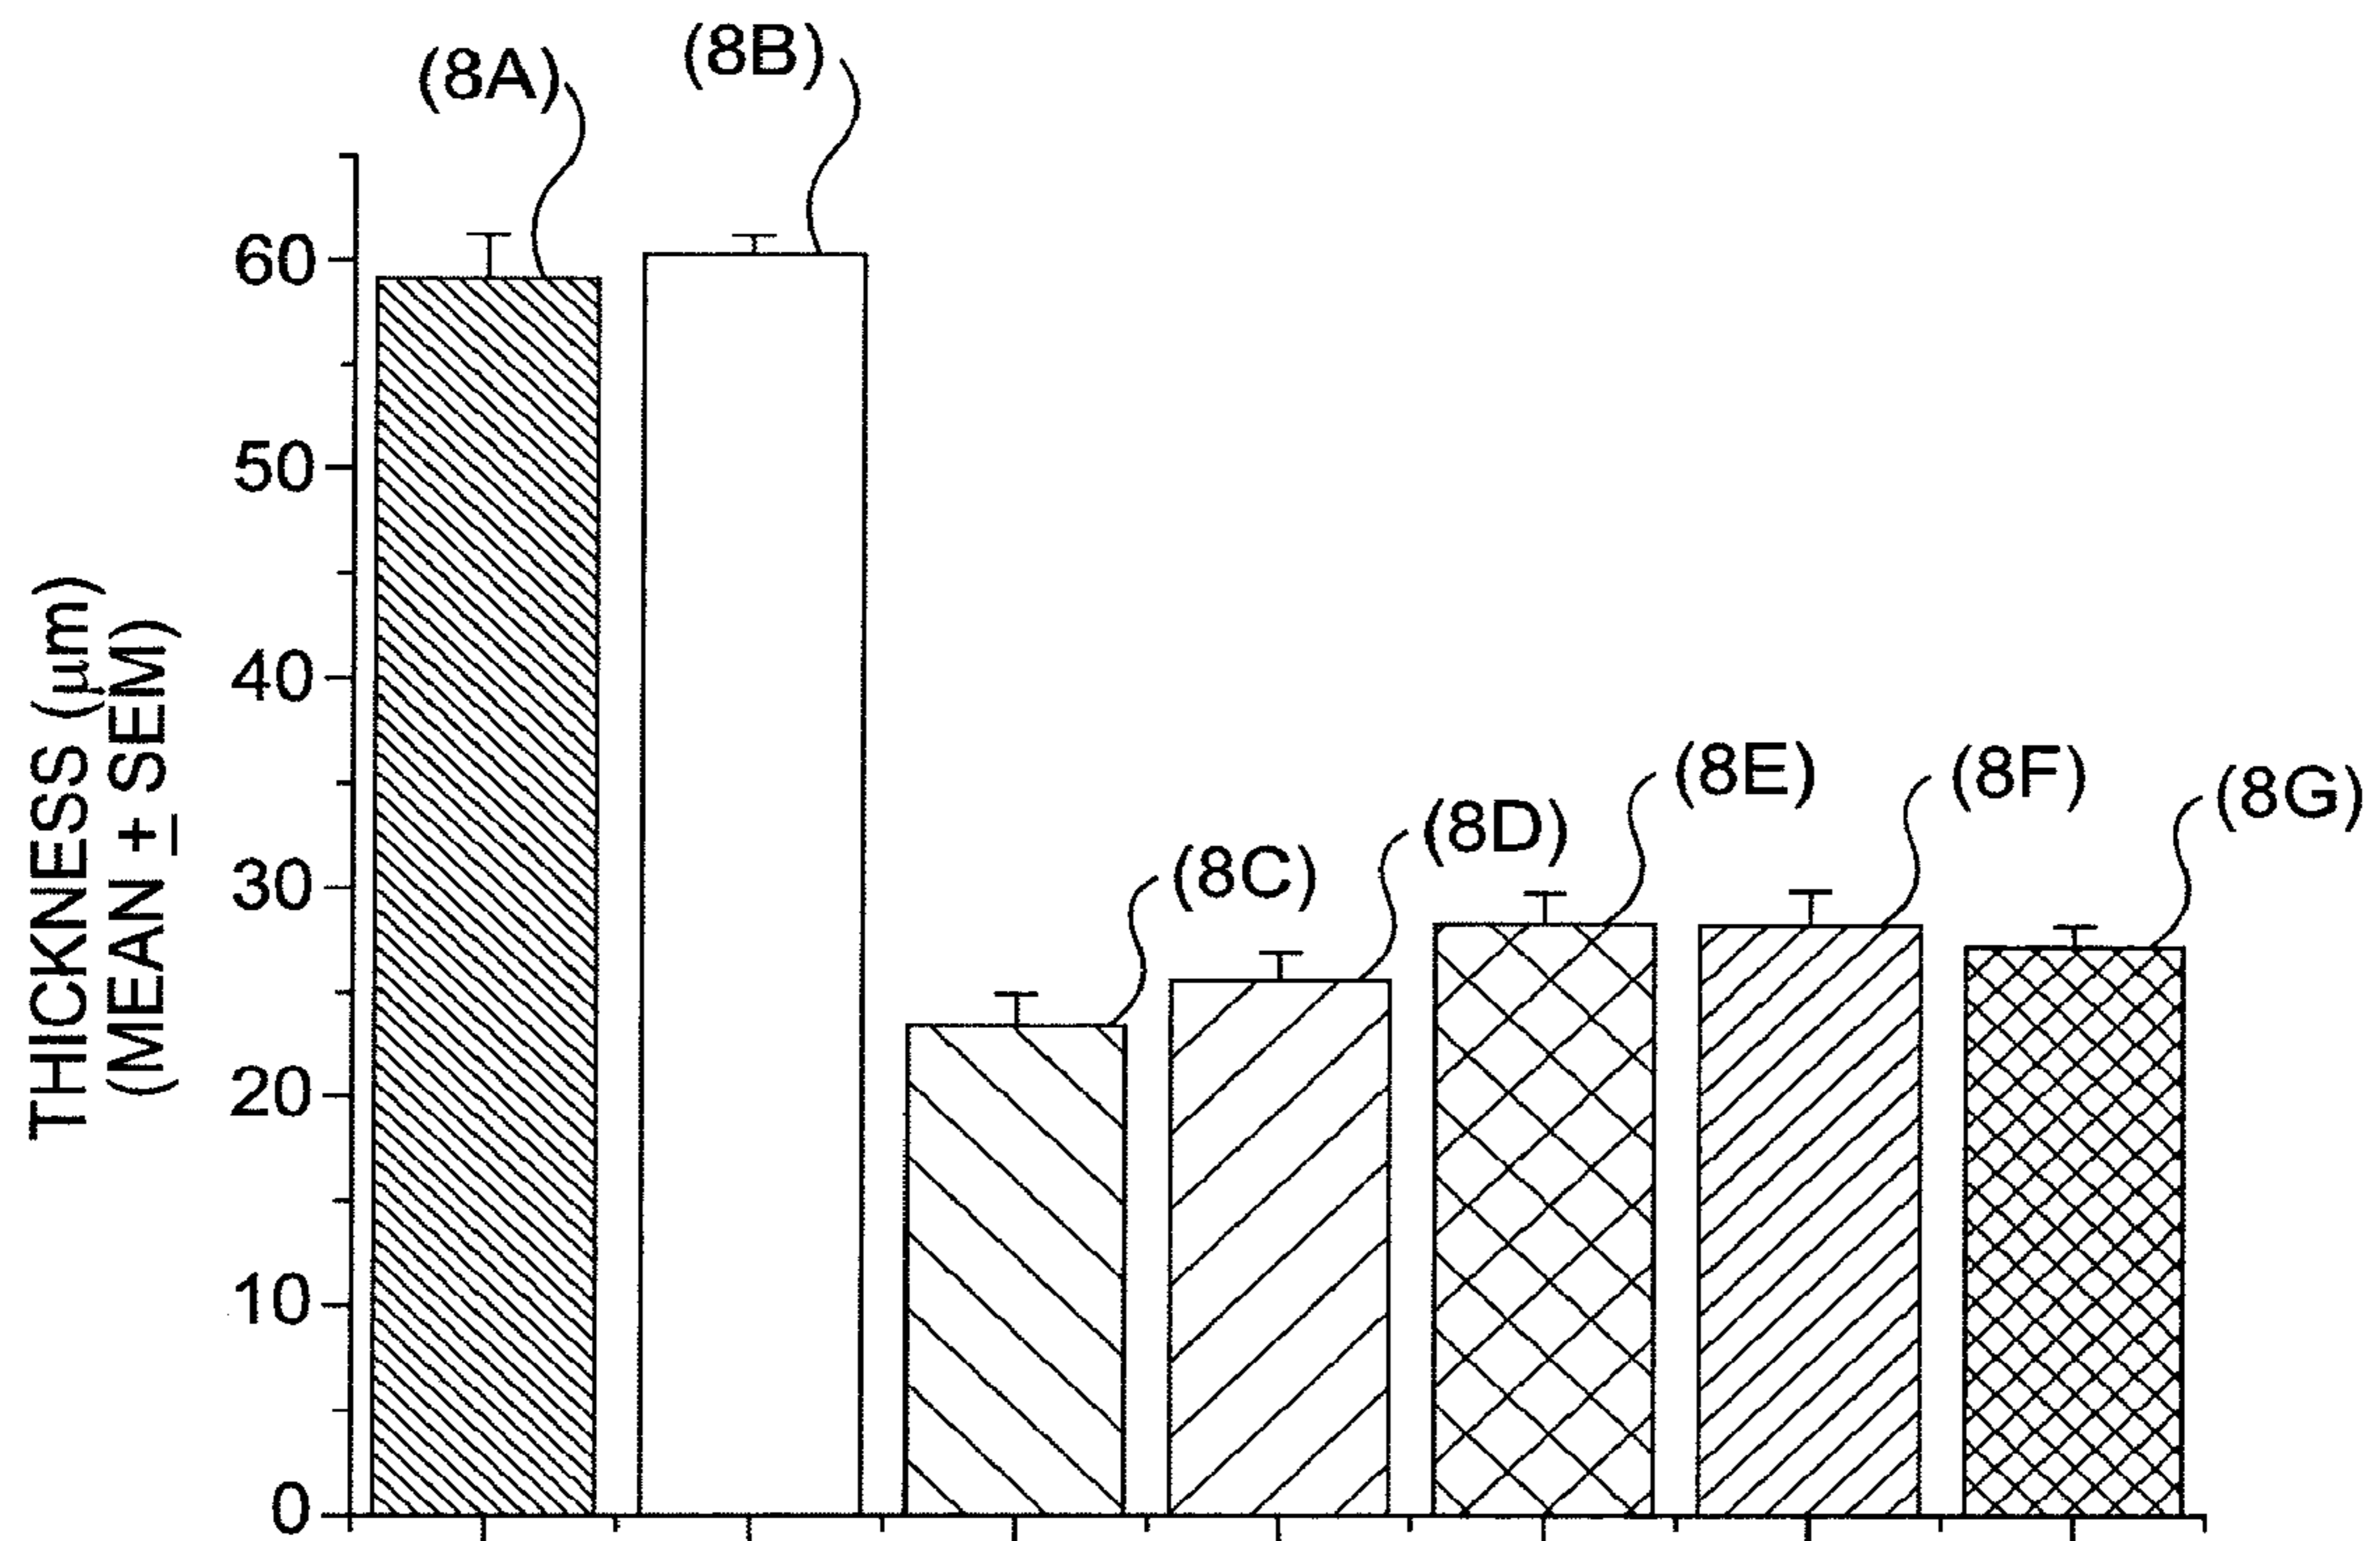 (8A)
(8B)
60
50
40
30
20
10
0
THICKNESS (μm)
(MEAN ± SEM)
(8C)
(8D)
(8E)
(8F)
(8G)